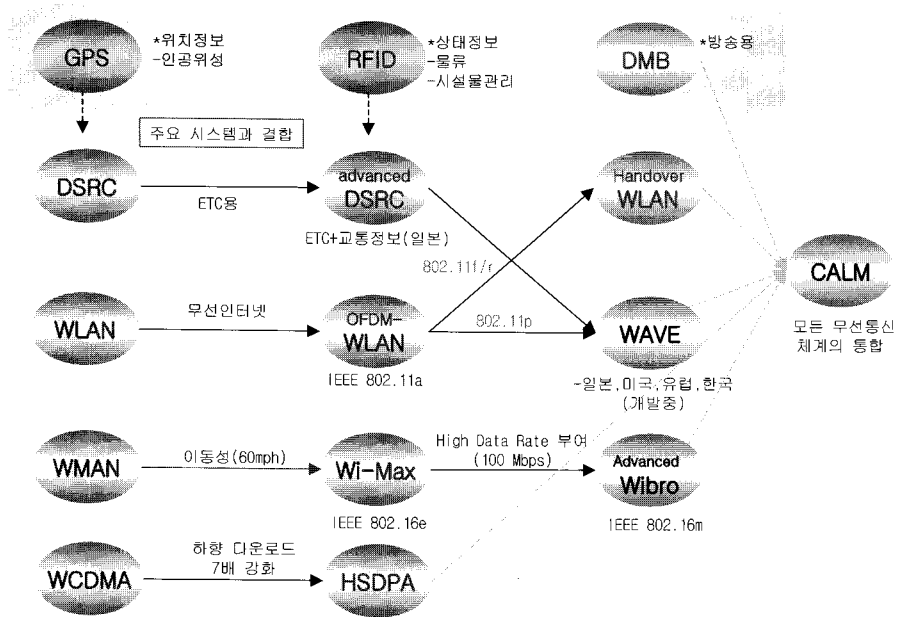 GPS
*위치정보
-인공위성
RFID
*상태정보
-물류
-시설물관리
DMB
*방송용
주요 시스템과 결합
DSRC
ETC용
advanced
DSRC
ETC+교통정보(일본)
Handover
WLAN
802.11f/r
CALM
모든 무선통신
체계의 통합
WLAN
무선인터넷
OFDM-
WLAN
IEEE 802.11a
802.11p
WAVE
-일본,미국,유럽,한국
(개발중)
WMAN
이동성(60mph)
Wi-Max
IEEE 802.16e
High Data Rate 부여
(100 Mbps)
Advanced
Wibro
IEEE 802.16m
WCDMA
하향 다운로드
7배 강화
HSDPA